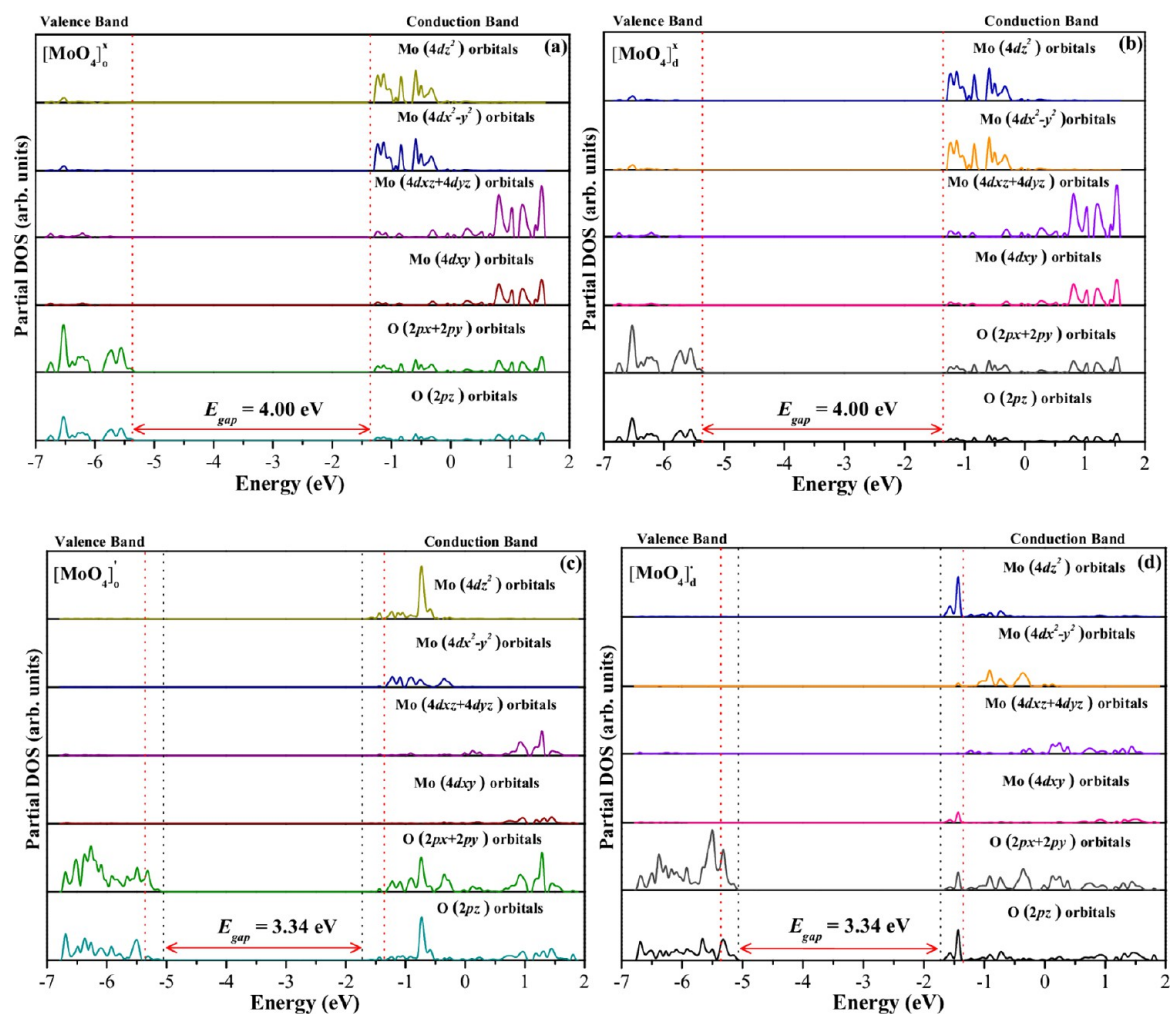 Valence Band Conduction Band
(a)
[MoO₄]ₒˣ
Mo (4dz²) orbitals
Mo (4dx²-y²) orbitals
Mo (4dxz+4dyz) orbitals
Mo (4dxy) orbitals
O (2px+2py) orbitals
O (2pz) orbitals
E_gap = 4.00 eV
Partial DOS (arb. units)
-7 -6 -5 -4 -3 -2 -1 0 1 2
Energy (eV)
Valence Band Conduction Band
(b)
[MoO₄]_dˣ
Mo (4dz²) orbitals
Mo (4dx²-y²)orbitals
Mo (4dxz+4dyz) orbitals
Mo (4dxy) orbitals
O (2px+2py) orbitals
O (2pz) orbitals
E_gap = 4.00 eV
Partial DOS (arb. units)
-7 -6 -5 -4 -3 -2 -1 0 1 2
Energy (eV)
Valence Band Conduction Band
(c)
[MoO₄]ₒ'
Mo (4dz²) orbitals
Mo (4dx²-y²)orbitals
Mo (4dxz+4dyz) orbitals
Mo (4dxy) orbitals
O (2px+2py) orbitals
O (2pz) orbitals
E_gap = 3.34 eV
Partial DOS (arb. units)
-7 -6 -5 -4 -3 -2 -1 0 1 2
Energy (eV)
Valence Band Conduction Band
(d)
[MoO₄]_d˙
Mo (4dz²) orbitals
Mo (4dx²-y²)orbitals
Mo (4dxz+4dyz) orbitals
Mo (4dxy) orbitals
O (2px+2py) orbitals
O (2pz) orbitals
E_gap = 3.34 eV
Partial DOS (arb. units)
-7 -6 -5 -4 -3 -2 -1 0 1 2
Energy (eV)